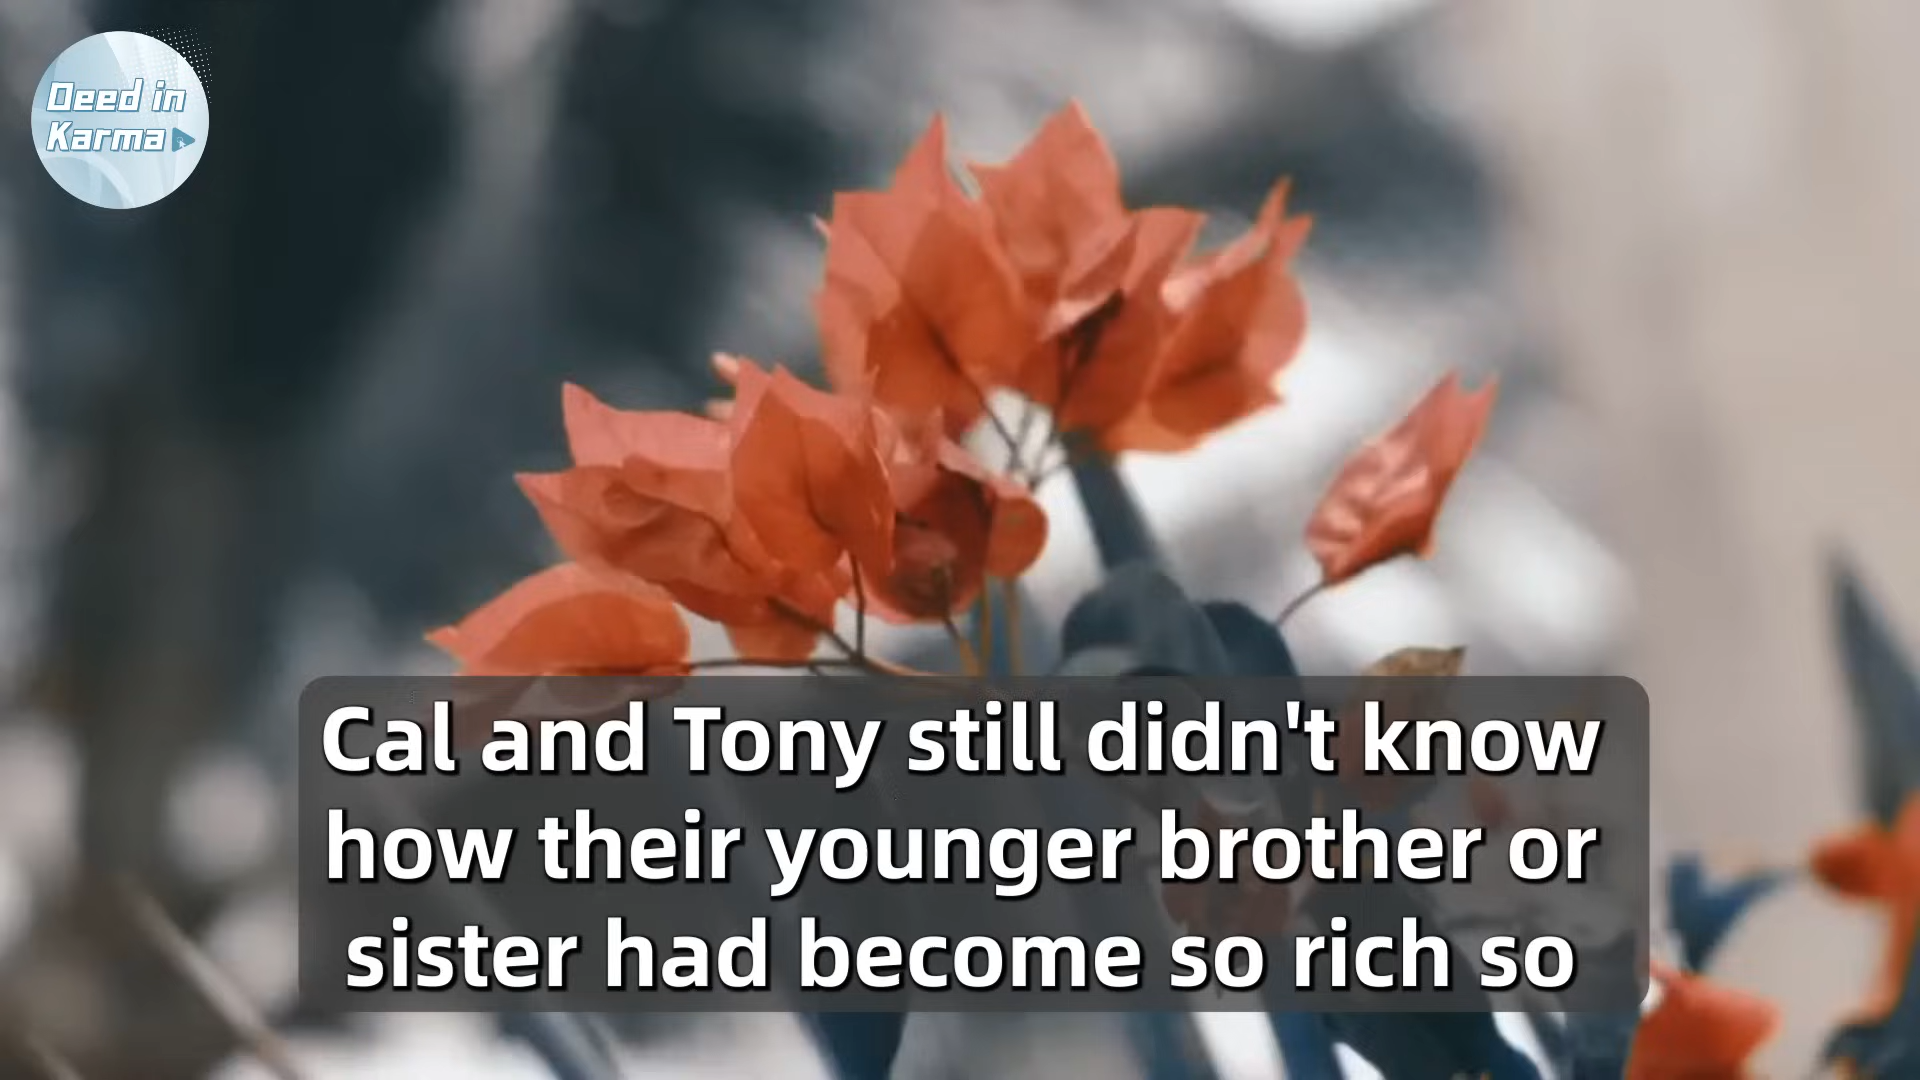 Deed in
Karma
Cal and Tony still didn't know
how their younger brother or
sister had become so rich so